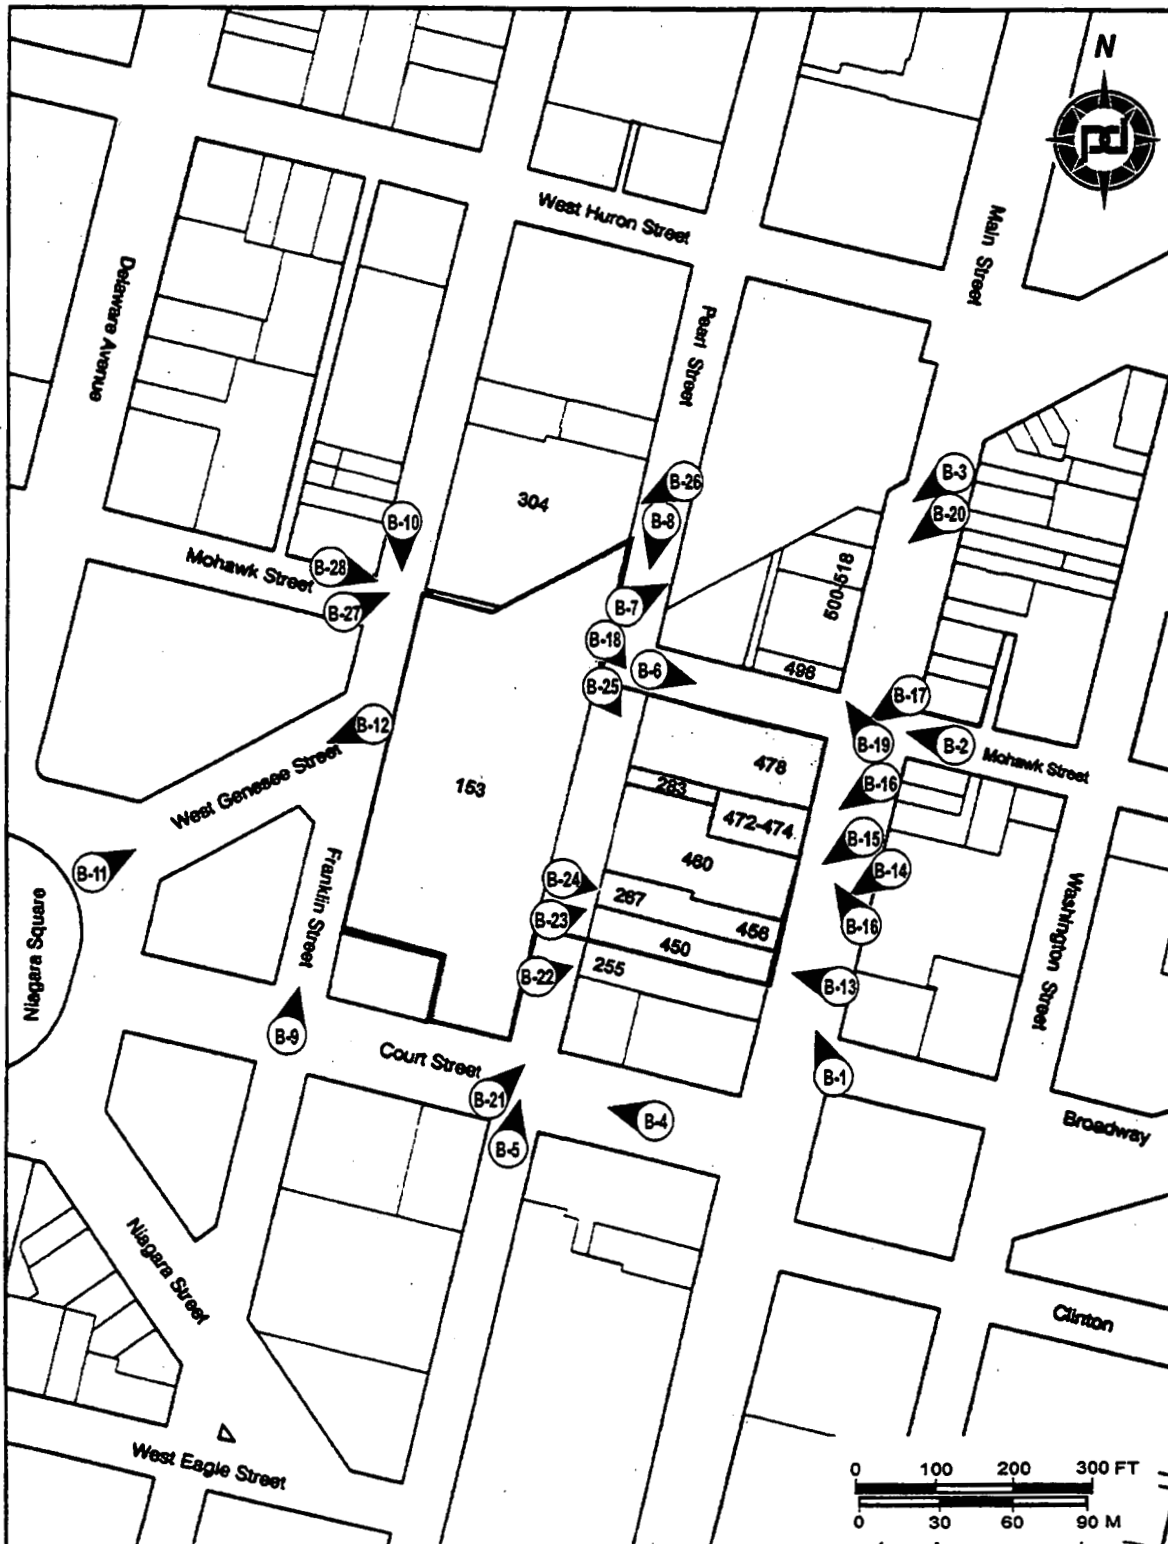 N
pd
West Huron Street
Main Street
Delaware Avenue
Pearl Street
B-3
B-26
304
B-20
B-10
B-8
Mohawk Street
B-28
500-518
B-27
B-7
B-18
B-6
496
B-25
B-17
B-12
B-19
B-2
Mohawk Street
478
West Genesee Street
153
283
B-16
472-474
B-15
460
B-11
B-24
B-14
Niagara Square
Franklin Street
267
B-23
456
B-16
Washington Street
450
B-22
255
B-13
B-9
Court Street
B-1
B-21
B-4
B-5
Broadway
Niagara Street
Clinton
West Eagle Street
0 100 200 300 FT
0 30 60 90 M